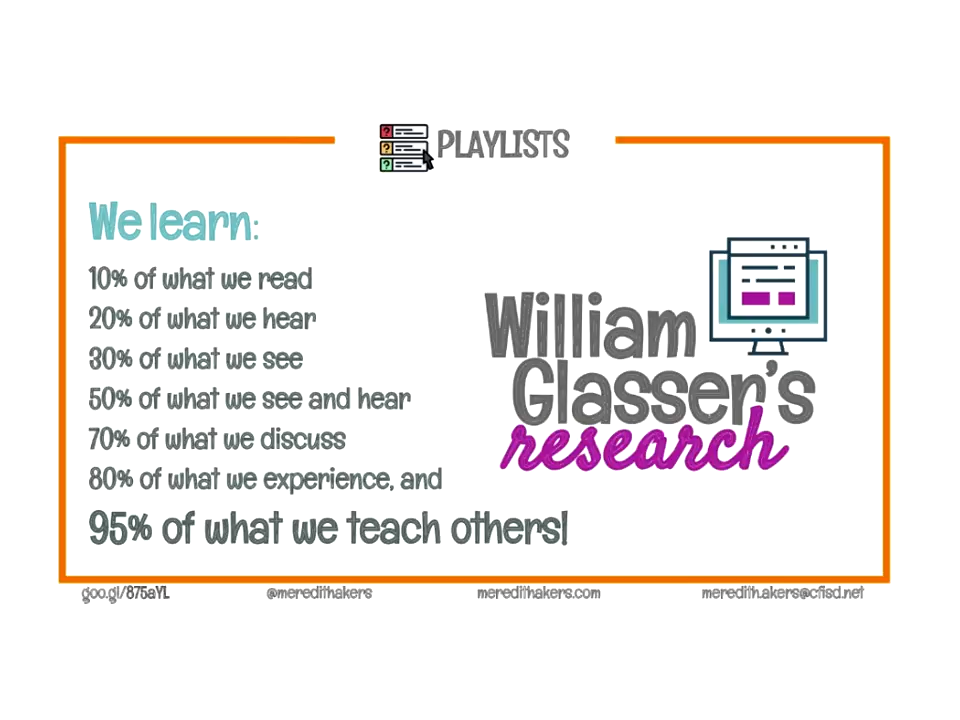 PLAYLISTS
We learn:
10% of what we read
20% of what we hear
30% of what we see
50% of what we see and hear
70% of what we discuss
80% of what we experience, and
95% of what we teach others!
William
Glasser's
research
goo.gl/875aYL @meredithakers meredithakers.com meredith.akers@cfisd.net